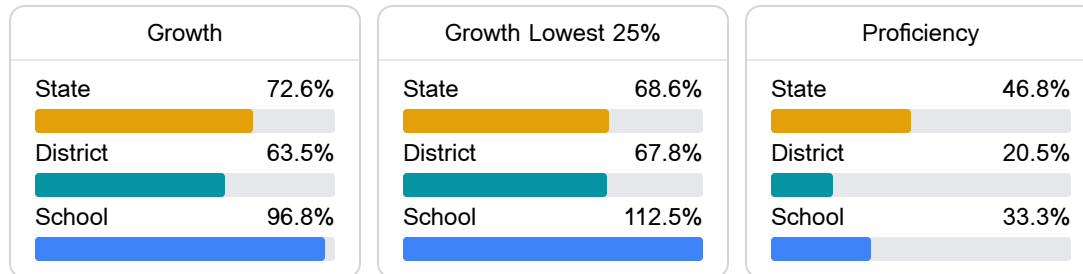 Growth
State 72.6%
District 63.5%
School 96.8%
Growth Lowest 25%
State 68.6%
District 67.8%
School 112.5%
Proficiency
State 46.8%
District 20.5%
School 33.3%